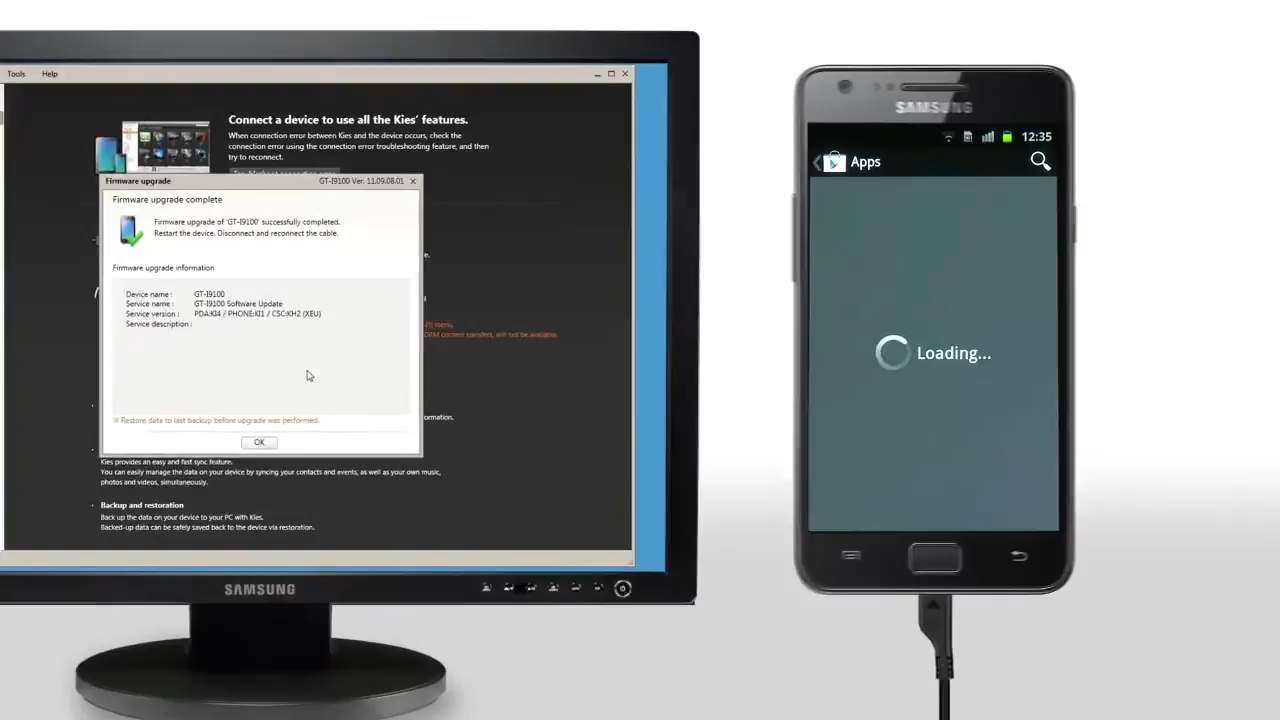 Tools Help
Connect a device to use all the Kies' features.
When connection error between Kies and the device occurs, check the
connection error using the connection error troubleshooting feature, and then
try to reconnect.
Firmware upgrade GT-I9100 Ver. 11.09.08.01
Firmware upgrade complete
Firmware upgrade of 'GT-I9100' successfully completed.
Restart the device. Disconnect and reconnect the cable.
Firmware upgrade information
Device name : GT-I9100
Service name : GT-I9100 Software Update
Service version : PDA:KI4 / PHONE:KI1 / CSC:KH2 (XEU)
Service description :
menu.
contacts transfers, will not be available.
Restore data to last backup before upgrade was performed.
OK
Kies provides an easy and fast sync feature.
You can easily manage the data on your device by syncing your contacts and events, as well as your own music,
photos and videos, simultaneously.
Backup and restoration
Back up the data on your device to your PC with Kies.
Backed-up data can be safely saved back to the device via restoration.
SAMSUNG
SAMSUNG
12:35
Apps
Loading...